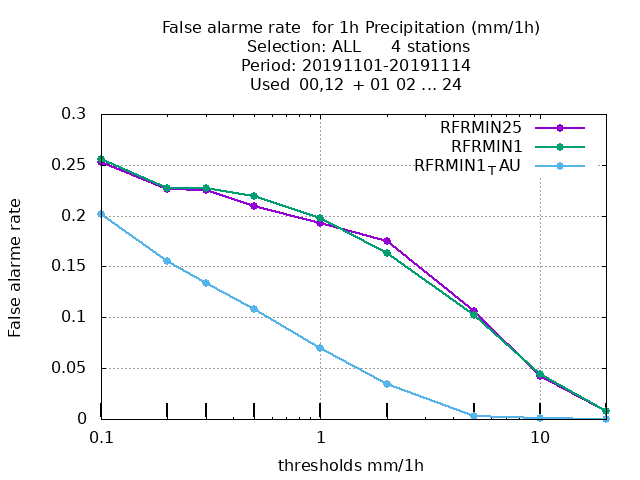 False alarme rate  for 1h Precipitation (mm/1h)
Selection: ALL      4 stations
Period: 20191101-20191114
Used  00,12  + 01 02 ... 24
RFRMIN25
RFRMIN1
RFRMIN1TAU
False alarme rate
0.3
0.25
0.2
0.15
0.1
0.05
0
0.1
1
10
thresholds mm/1h